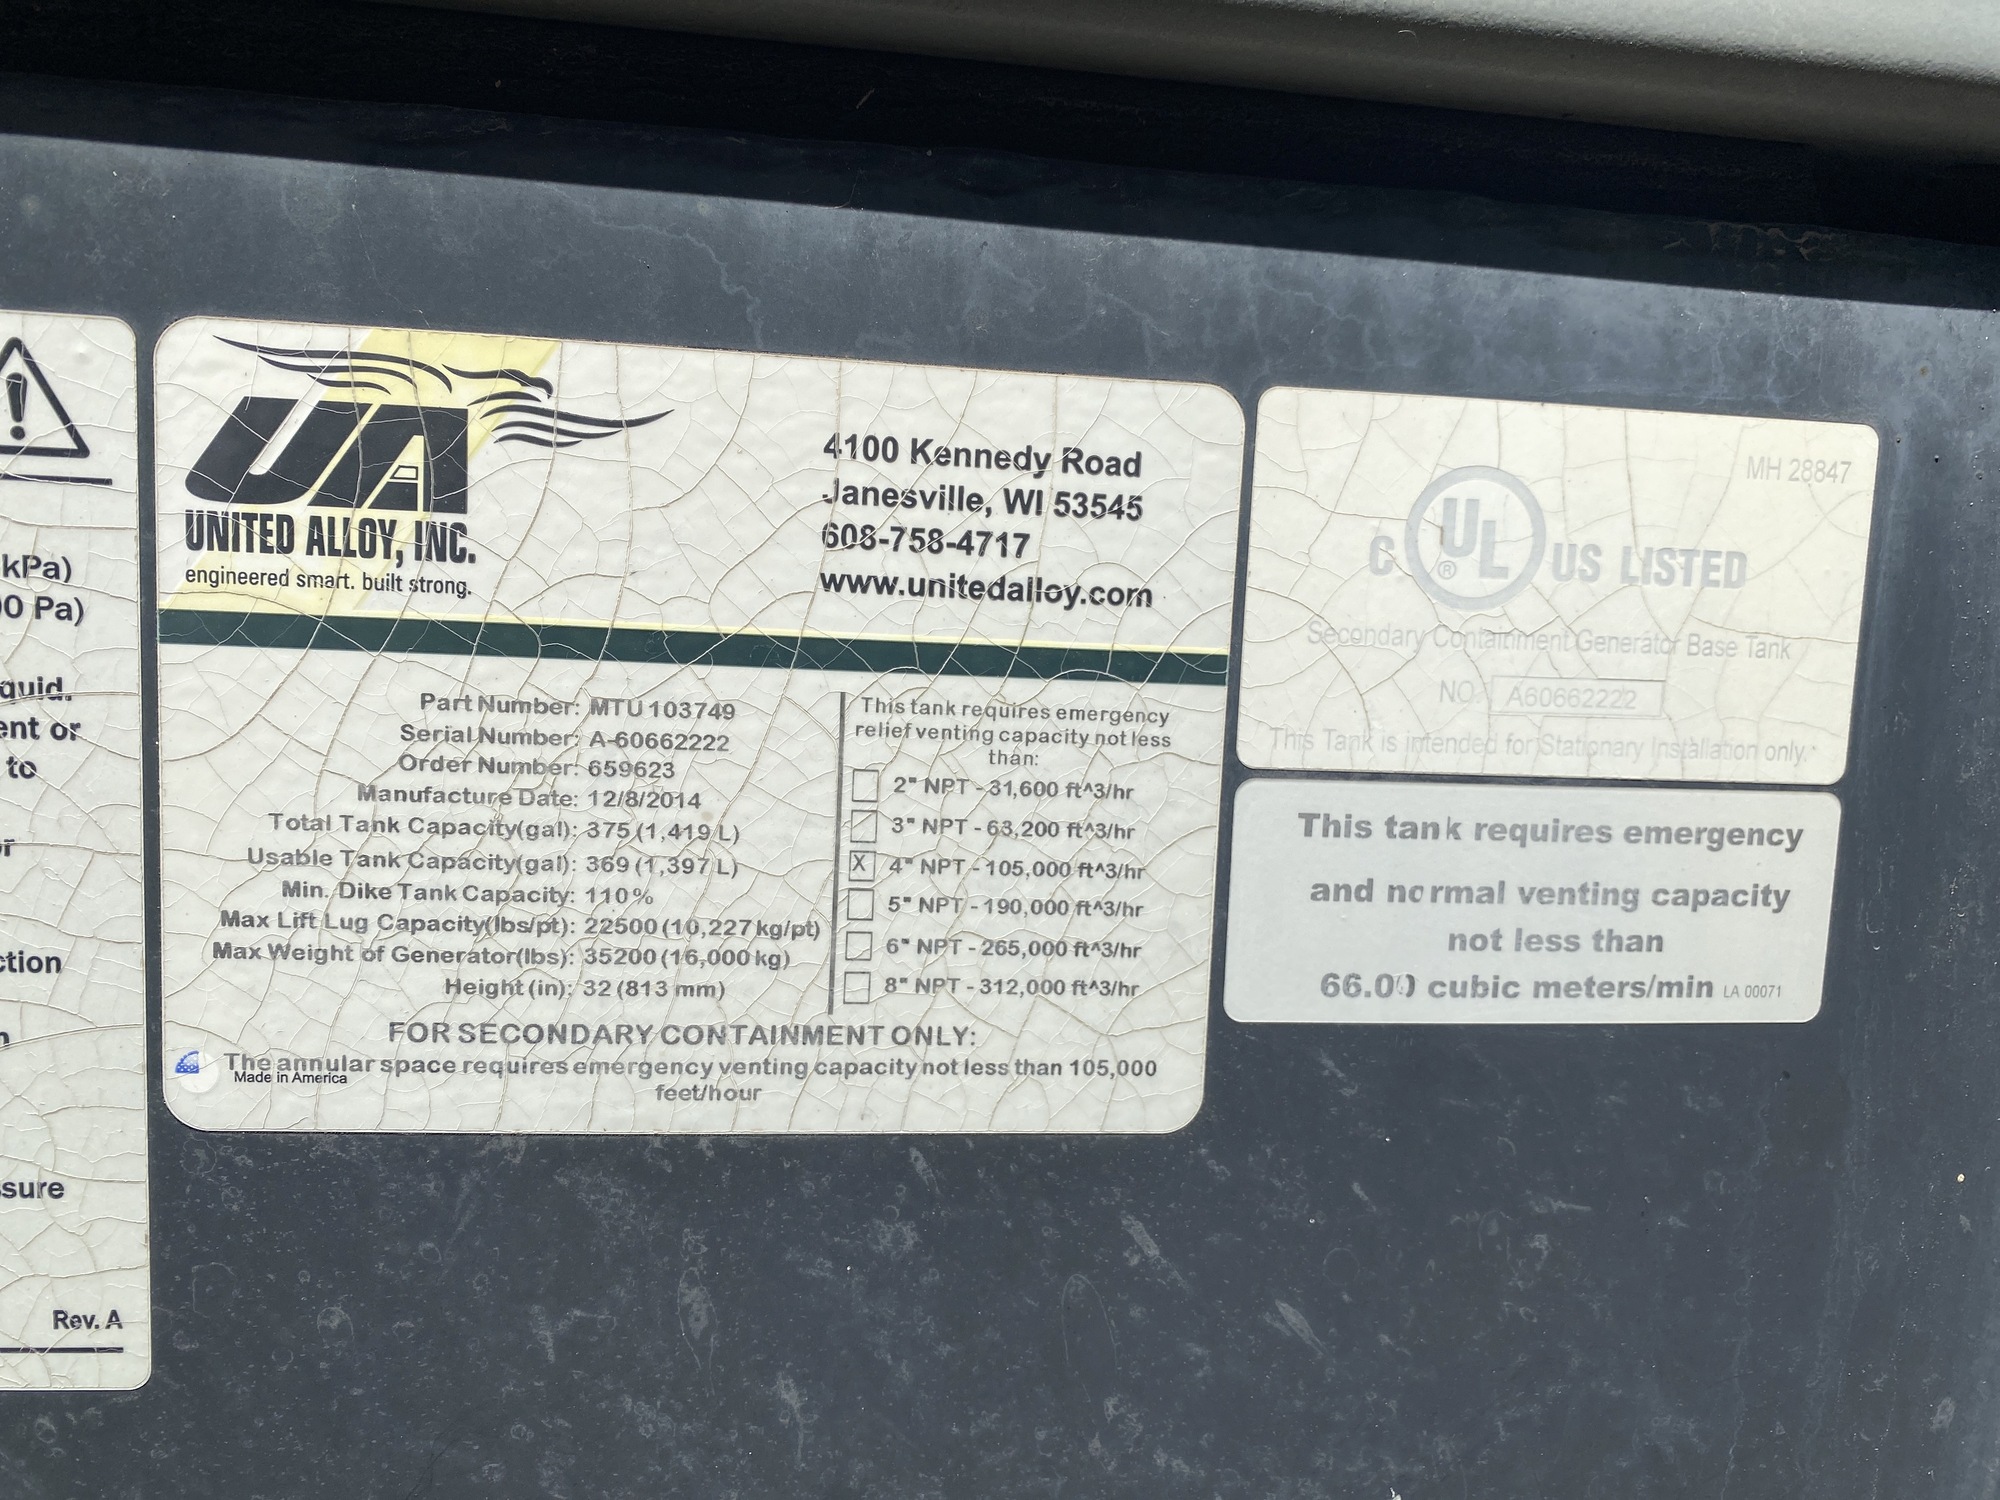 kPa)
0 Pa)
quid.
ent or
to
or
ction
n
ssure
Rev. A
UA
UNITED ALLOY, INC.
engineered smart. built strong.
4100 Kennedy Road
Janesville, WI 53545
608-758-4717
www.unitedalloy.com
Part Number: MTU103749
Serial Number: A-60662222
Order Number: 659623
Manufacture Date: 12/8/2014
Total Tank Capacity(gal): 375 (1,419 L)
Usable Tank Capacity(gal): 369 (1,397 L)
Min. Dike Tank Capacity: 110%
Max Lift Lug Capacity(lbs/pt): 22500 (10,227 kg/pt)
Max Weight of Generator(lbs): 35200 (16,000 kg)
Height (in): 32 (813 mm)
This tank requires emergency
relief venting capacity not less
than:
2" NPT - 31,600 ft^3/hr
3" NPT - 63,200 ft^3/hr
X 4" NPT - 105,000 ft^3/hr
5" NPT - 190,000 ft^3/hr
6" NPT - 265,000 ft^3/hr
8" NPT - 312,000 ft^3/hr
FOR SECONDARY CONTAINMENT ONLY:
The annular space requires emergency venting capacity not less than 105,000
Made in America
feet/hour
MH 28847
C UL ® US LISTED
Secondary Containment Generator Base Tank
NO. A60662222
This Tank is intended for Stationary Installation only.
This tank requires emergency
and normal venting capacity
not less than
66.00 cubic meters/min LA 00071